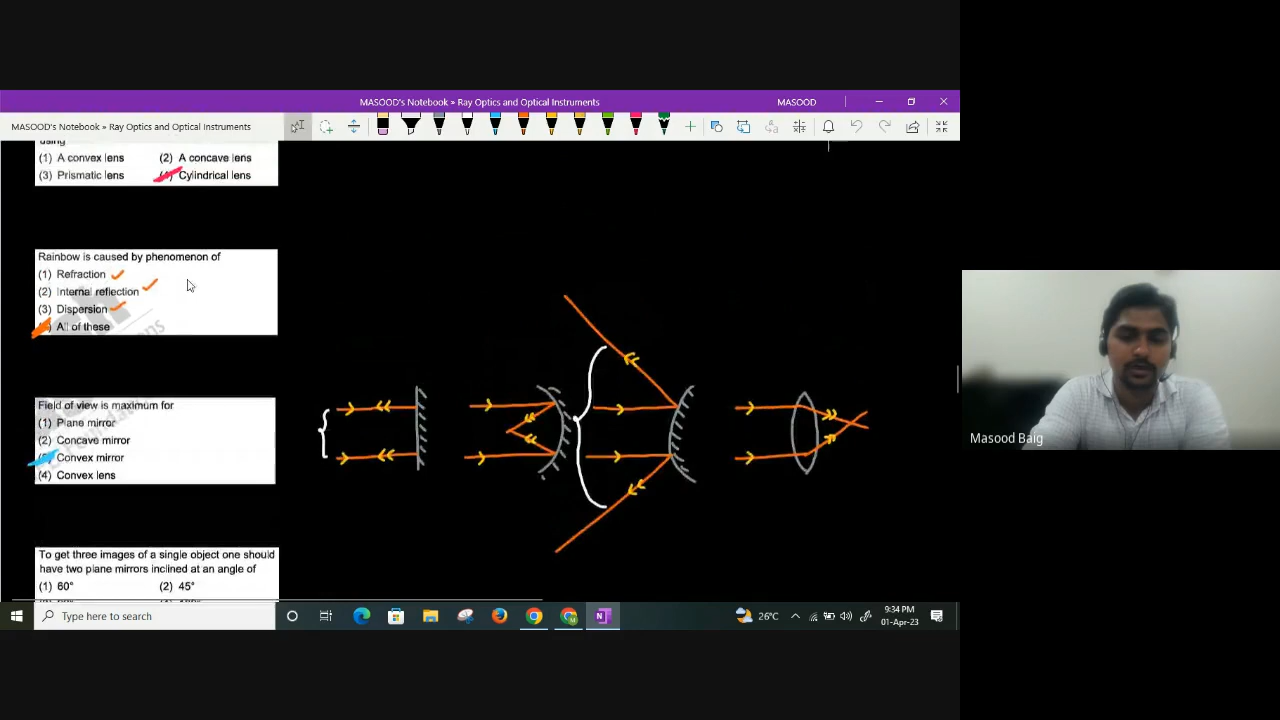 MASOOD's Notebook » Ray Optics and Optical Instruments
MASOOD
MASOOD's Notebook » Ray Optics and Optical Instruments
using
(1) A convex lens (2) A concave lens
(3) Prismatic lens Cylindrical lens
Rainbow is caused by phenomenon of
(1) Refraction
(2) Internal reflection
(3) Dispersion
All of these
Field of view is maximum for
(1) Plane mirror
(2) Concave mirror
Convex mirror
(4) Convex lens
To get three images of a single object one should
have two plane mirrors inclined at an angle of
(1) 60° (2) 45°
Masood Baig
Type here to search
26°C
9:34 PM
01-Apr-23